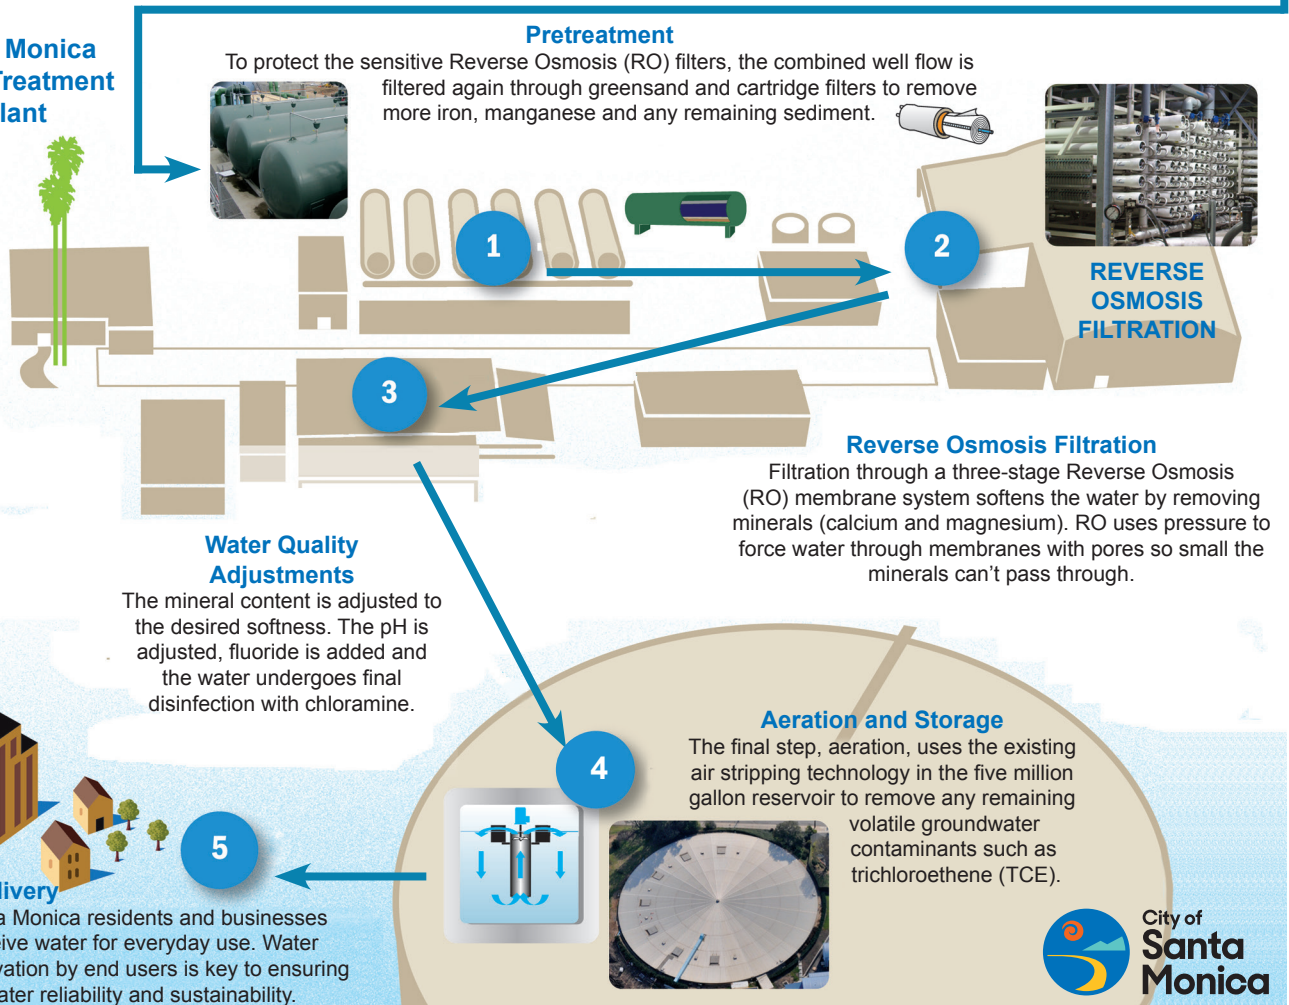 Monica
Treatment
Plant
Pretreatment
To protect the sensitive Reverse Osmosis (RO) filters, the combined well flow is
filtered again through greensand and cartridge filters to remove
more iron, manganese and any remaining sediment.
1
2
REVERSE
OSMOSIS
FILTRATION
3
Reverse Osmosis Filtration
Filtration through a three-stage Reverse Osmosis
(RO) membrane system softens the water by removing
minerals (calcium and magnesium). RO uses pressure to
force water through membranes with pores so small the
minerals can't pass through.
Water Quality
Adjustments
The mineral content is adjusted to
the desired softness. The pH is
adjusted, fluoride is added and
the water undergoes final
disinfection with chloramine.
4
Aeration and Storage
The final step, aeration, uses the existing
air stripping technology in the five million
gallon reservoir to remove any remaining
volatile groundwater
contaminants such as
trichloroethene (TCE).
5
livery
a Monica residents and businesses
eive water for everyday use. Water
vation by end users is key to ensuring
ater reliability and sustainability.
City of
Santa
Monica